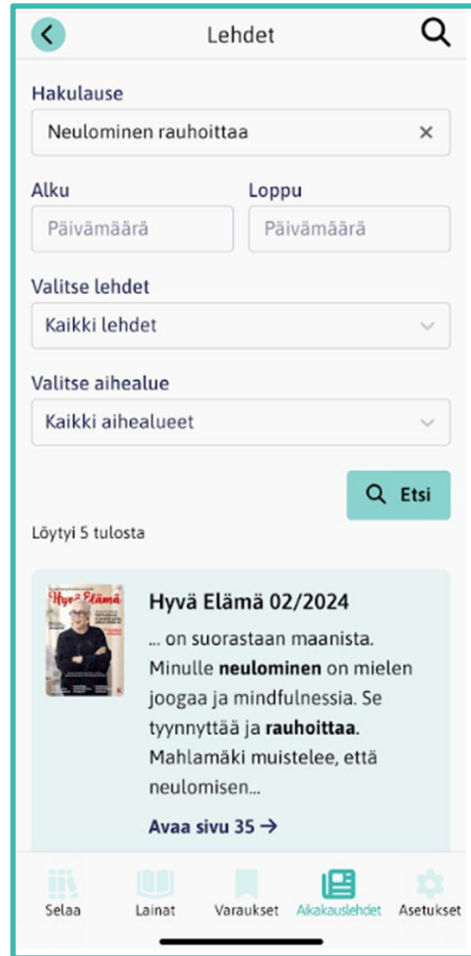 Lehdet
Hakulause
Neulominen rauhoittaa
Alku
Loppu
Päivämäärä
Päivämäärä
Valitse lehdet
Kaikki lehdet
Valitse aihealue
Kaikki aihealueet
Etsi
Löytyi 5 tulosta
Hyvä Elämä
Hyvä Elämä 02/2024
... on suorastaan maanista.
Minulle neulominen on mielen
joogaa ja mindfulnessia. Se
tyynnyttää ja rauhoittaa.
Mahlamäki muistelee, että
neulomisen...
Avaa sivu 35 →
Selaa
Lainat
Varaukset
Aikakauslehdet
Asetukset